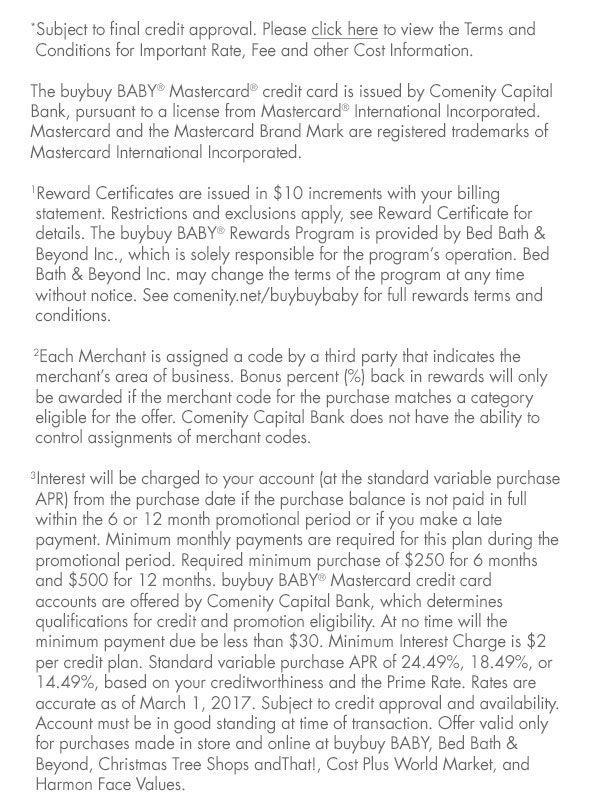 *Subject to final credit approval. Please click here to view the Terms and
Conditions for Important Rate, Fee and other Cost Information.
The buybuy BABY® Mastercard® credit card is issued by Comenity Capital
Bank, pursuant to a license from Mastercard® International Incorporated.
Mastercard and the Mastercard Brand Mark are registered trademarks of
Mastercard International Incorporated.
¹Reward Certificates are issued in $10 increments with your billing
statement. Restrictions and exclusions apply, see Reward Certificate for
details. The buybuy BABY® Rewards Program is provided by Bed Bath &
Beyond Inc., which is solely responsible for the program's operation. Bed
Bath & Beyond Inc. may change the terms of the program at any time
without notice. See comenity.net/buybuybaby for full rewards terms and
conditions.
²Each Merchant is assigned a code by a third party that indicates the
merchant's area of business. Bonus percent (%) back in rewards will only
be awarded if the merchant code for the purchase matches a category
eligible for the offer. Comenity Capital Bank does not have the ability to
control assignments of merchant codes.
³Interest will be charged to your account (at the standard variable purchase
APR) from the purchase date if the purchase balance is not paid in full
within the 6 or 12 month promotional period or if you make a late
payment. Minimum monthly payments are required for this plan during the
promotional period. Required minimum purchase of $250 for 6 months
and $500 for 12 months. buybuy BABY® Mastercard credit card
accounts are offered by Comenity Capital Bank, which determines
qualifications for credit and promotion eligibility. At no time will the
minimum payment due be less than $30. Minimum Interest Charge is $2
per credit plan. Standard variable purchase APR of 24.49%, 18.49%, or
14.49%, based on your creditworthiness and the Prime Rate. Rates are
accurate as of March 1, 2017. Subject to credit approval and availability.
Account must be in good standing at time of transaction. Offer valid only
for purchases made in store and online at buybuy BABY, Bed Bath &
Beyond, Christmas Tree Shops andThat!, Cost Plus World Market, and
Harmon Face Values.